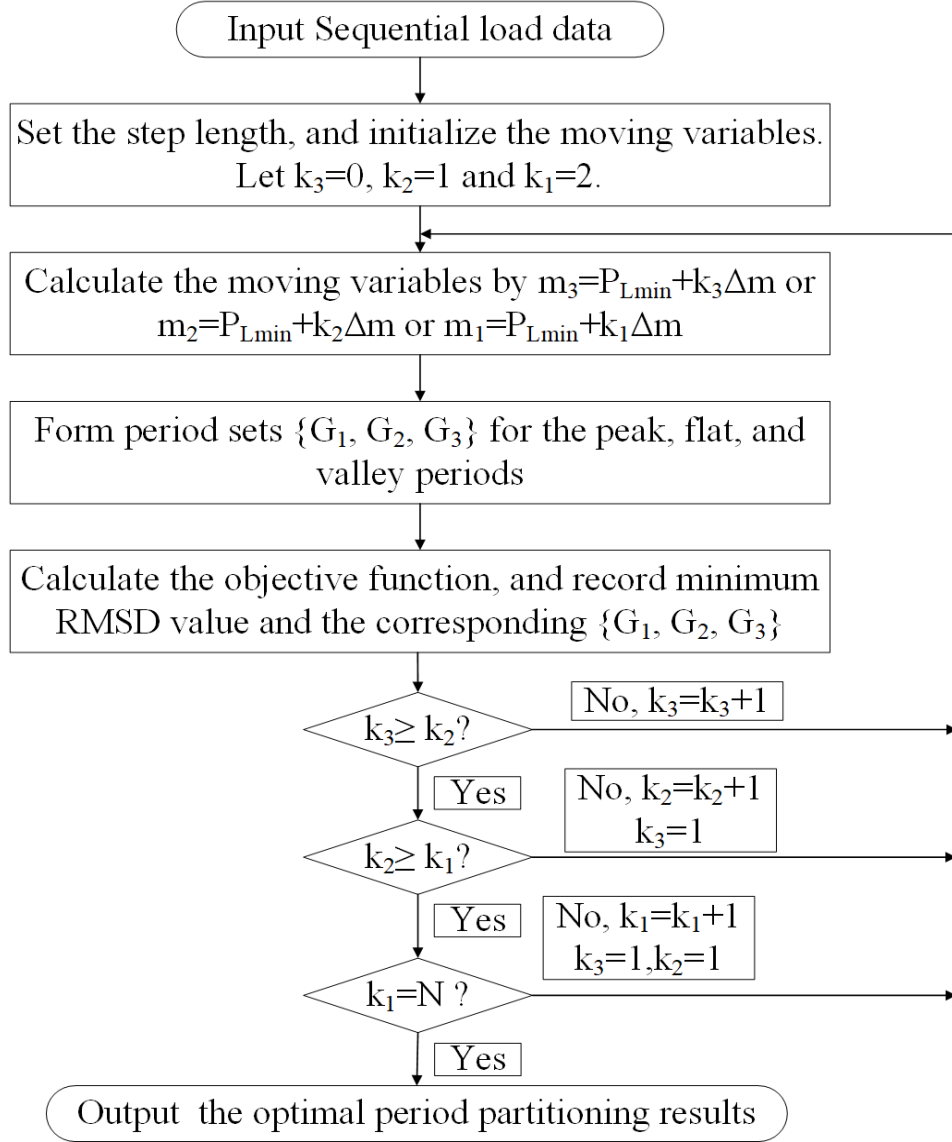 Input Sequential load data
Set the step length, and initialize the moving variables.
Let k₃=0, k₂=1 and k₁=2.
Calculate the moving variables by m₃=P_Lmin+k₃Δm or
m₂=P_Lmin+k₂Δm or m₁=P_Lmin+k₁Δm
Form period sets {G₁, G₂, G₃} for the peak, flat, and
valley periods
Calculate the objective function, and record minimum
RMSD value and the corresponding {G₁, G₂, G₃}
k₃≥ k₂?
No, k₃=k₃+1
Yes
k₂≥ k₁?
No, k₂=k₂+1
k₃=1
Yes
k₁=N ?
No, k₁=k₁+1
k₃=1,k₂=1
Yes
Output the optimal period partitioning results